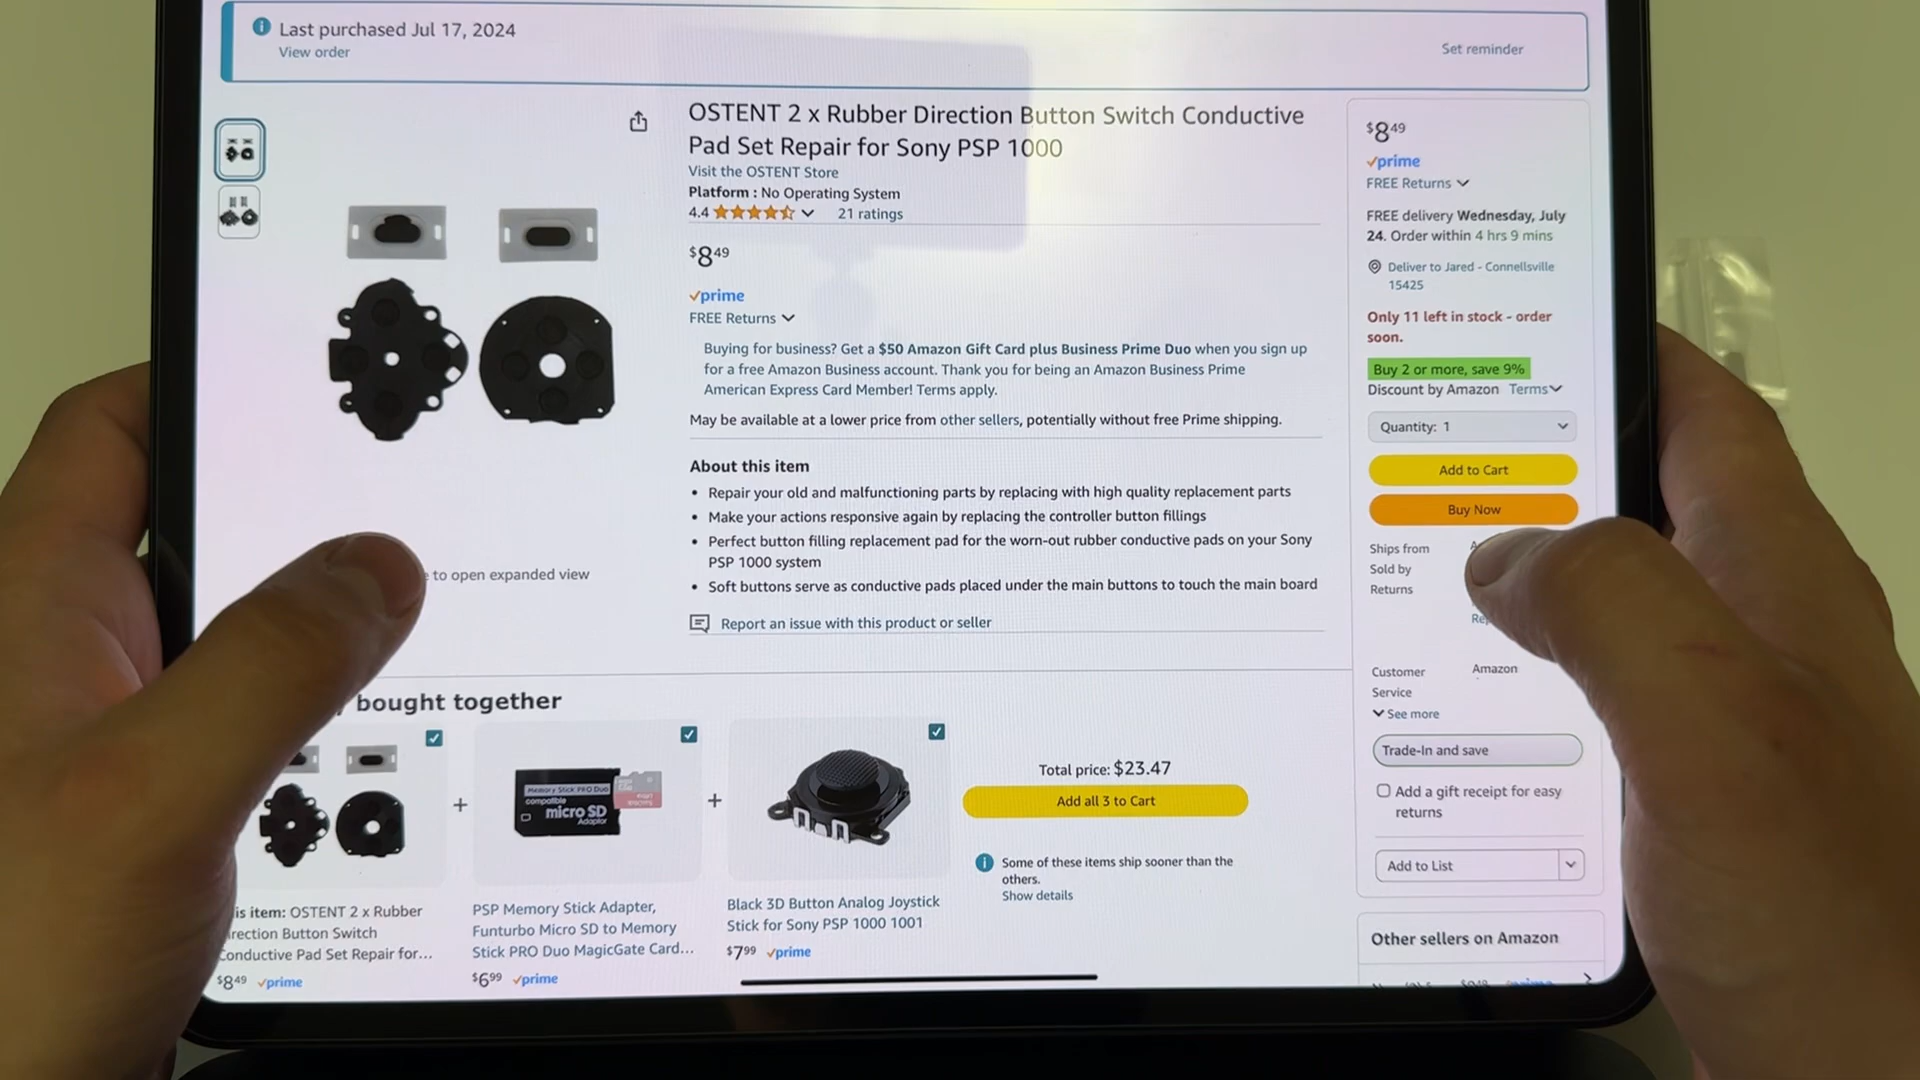 Last purchased Jul 17, 2024
View order
Set reminder
OSTENT 2 x Rubber Direction Button Switch Conductive
Pad Set Repair for Sony PSP 1000
Visit the OSTENT Store
Platform : No Operating System
4.4
21 ratings
$8 49
prime
FREE Returns
Buying for business? Get a $50 Amazon Gift Card plus Business Prime Duo when you sign up
for a free Amazon Business account. Thank you for being an Amazon Business Prime
American Express Card Member! Terms apply.
May be available at a lower price from other sellers, potentially without free Prime shipping.
About this item
• Repair your old and malfunctioning parts by replacing with high quality replacement parts
• Make your actions responsive again by replacing the controller button fillings
• Perfect button filling replacement pad for the worn-out rubber conductive pads on your Sony
PSP 1000 system
• Soft buttons serve as conductive pads placed under the main buttons to touch the main board
Report an issue with this product or seller
to open expanded view
$8 49
prime
FREE Returns
FREE delivery Wednesday, July
24. Order within 4 hrs 9 mins
Deliver to Jared - Connellsville
15425
Only 11 left in stock - order
soon.
Buy 2 or more, save 9%
Discount by Amazon Terms
Quantity: 1
Add to Cart
Buy Now
Ships from
Sold by
Returns
Customer
Service
Amazon
See more
Trade-In and save
Add a gift receipt for easy
returns
Add to List
Other sellers on Amazon
bought together
Memory Stick PRO Duo
compatible
micro SD
Adaptor
Total price: $23.47
Add all 3 to Cart
Some of these items ship sooner than the
others.
Show details
item: OSTENT 2 x Rubber
Button Switch
Pad Set Repair for...
$8 49 prime
PSP Memory Stick Adapter,
Funturbo Micro SD to Memory
Stick PRO Duo MagicGate Card...
$6 99 prime
Black 3D Button Analog Joystick
Stick for Sony PSP 1000 1001
$7 99 prime